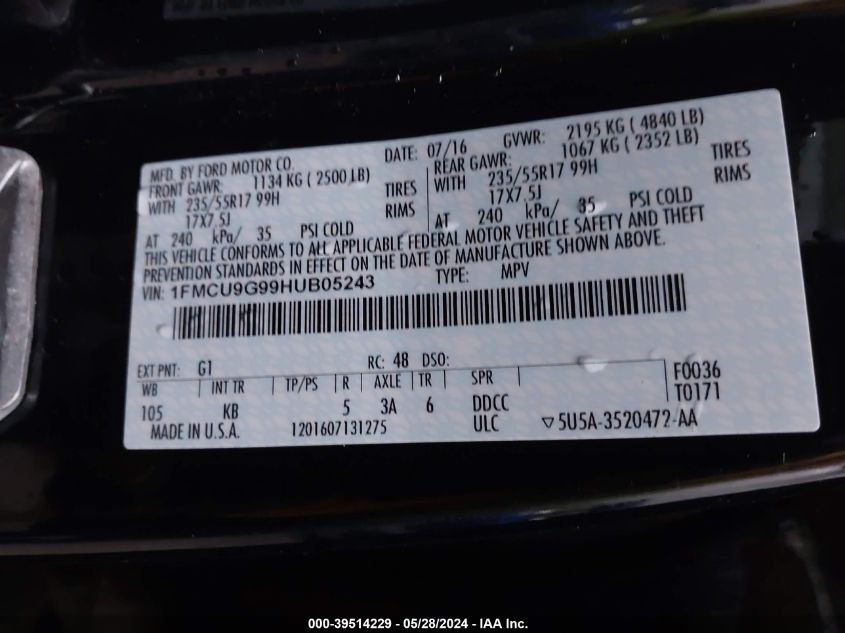 MFD. BY FORD MOTOR CO. DATE: 07/16 GVWR: 2195 KG ( 4840 LB)
FRONT GAWR: 1134 KG ( 2500 LB) REAR GAWR: 1067 KG ( 2352 LB)
WITH 235/55R17 99H TIRES WITH 235/55R17 99H TIRES
17X7.5J RIMS 17X7.5J RIMS
AT 240 kPa/ 35 PSI COLD AT 240 kPa/ 35 PSI COLD
THIS VEHICLE CONFORMS TO ALL APPLICABLE FEDERAL MOTOR VEHICLE SAFETY AND THEFT
PREVENTION STANDARDS IN EFFECT ON THE DATE OF MANUFACTURE SHOWN ABOVE.
VIN: 1FMCU9G99HUB05243 TYPE: MPV
EXT PNT: G1 RC: 48 DSO: F0036
WB INT TR TP/PS R AXLE TR SPR T0171
105 KB 5 3A 6 DDCC
MADE IN U.S.A. 1201607131275 ULC ▽5U5A-3520472-AA
000-39514229 - 05/28/2024 - IAA Inc.